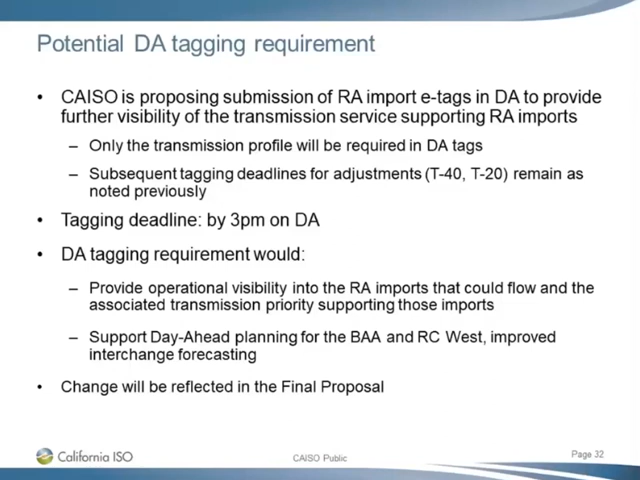 Potential DA tagging requirement
• CAISO is proposing submission of RA import e-tags in DA to provide
further visibility of the transmission service supporting RA imports
– Only the transmission profile will be required in DA tags
– Subsequent tagging deadlines for adjustments (T-40, T-20) remain as
noted previously
• Tagging deadline: by 3pm on DA
• DA tagging requirement would:
– Provide operational visibility into the RA imports that could flow and the
associated transmission priority supporting those imports
– Support Day-Ahead planning for the BAA and RC West, improved
interchange forecasting
• Change will be reflected in the Final Proposal
California ISO
CAISO Public
Page 32